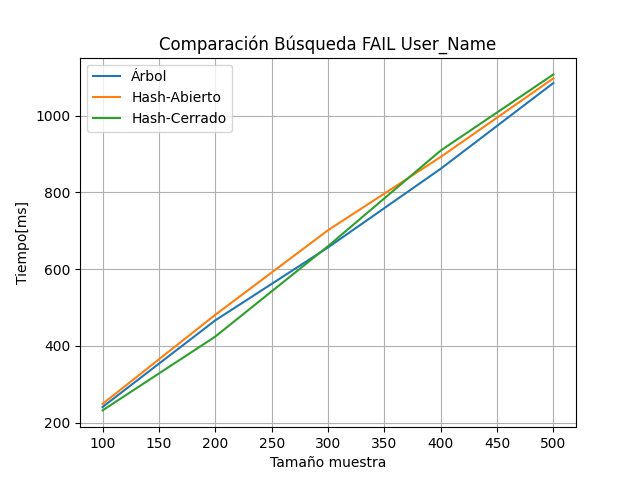 Comparación Búsqueda FAIL User_Name
Árbol
Hash-Abierto
Hash-Cerrado
1000
800
600
400
200
Tiempo[ms]
100 150 200 250 300 350 400 450 500
Tamaño muestra